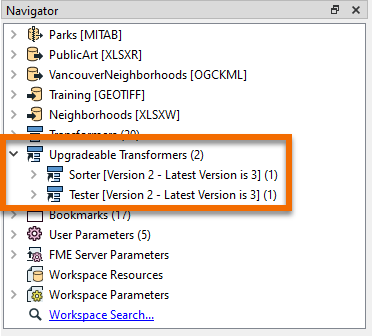 Navigator
Parks [MITAB]
PublicArt [XLSXR]
VancouverNeighborhoods [OGCKML]
Training [GEOTIFF]
Neighborhoods [XLSXW]
Transformers (20)
Upgradeable Transformers (2)
Sorter [Version 2 - Latest Version is 3] (1)
Tester [Version 2 - Latest Version is 3] (1)
Bookmarks (17)
User Parameters (5)
FME Server Parameters
Workspace Resources
Workspace Parameters
Workspace Search...